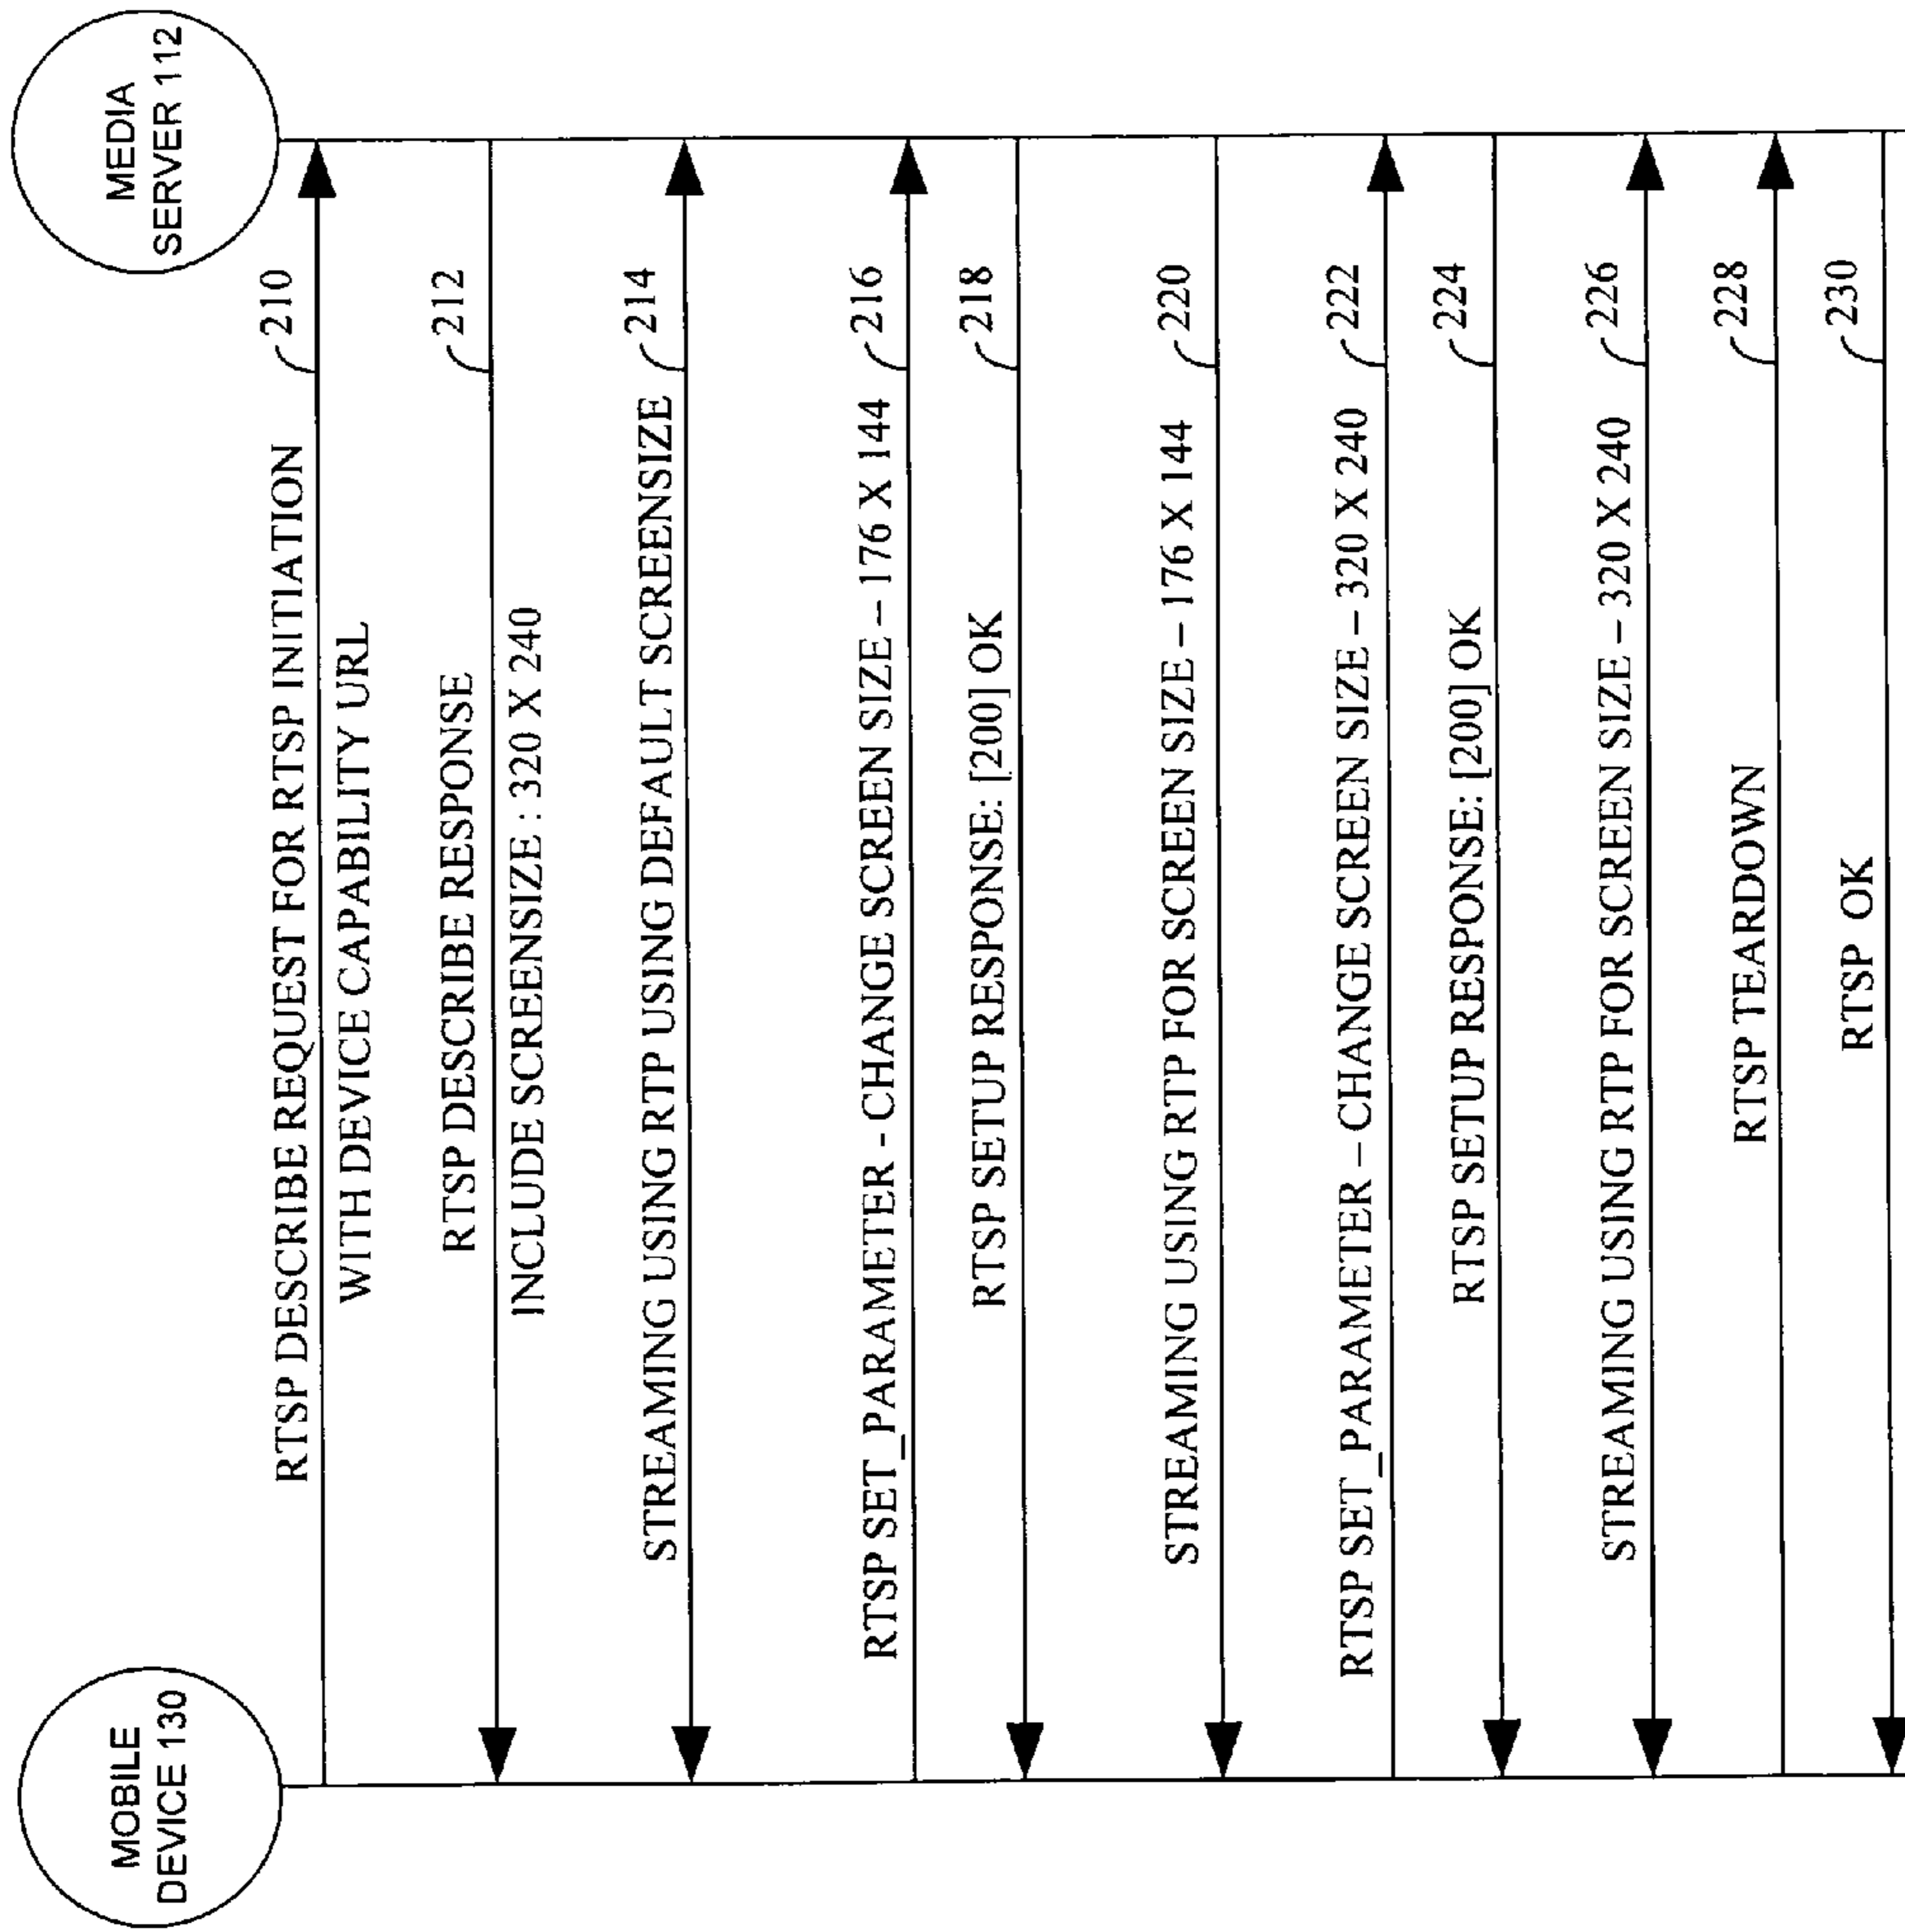 MOBILE
DEVICE 130
MEDIA
SERVER 112
RTSP DESCRIBE REQUEST FOR RTSP INITIATION
210
WITH DEVICE CAPABILITY URL
RTSP DESCRIBE RESPONSE
212
INCLUDE SCREENSIZE : 320 X 240
STREAMING USING RTP USING DEFAULT SCREENSIZE
214
RTSP SET_PARAMETER - CHANGE SCREEN SIZE – 176 X 144
216
RTSP SETUP RESPONSE: [200] OK
218
STREAMING USING RTP FOR SCREEN SIZE – 176 X 144
220
RTSP SET_PARAMETER – CHANGE SCREEN SIZE – 320 X 240
222
RTSP SETUP RESPONSE: [200] OK
224
STREAMING USING RTP FOR SCREEN SIZE – 320 X 240
226
RTSP TEARDOWN
228
RTSP OK
230